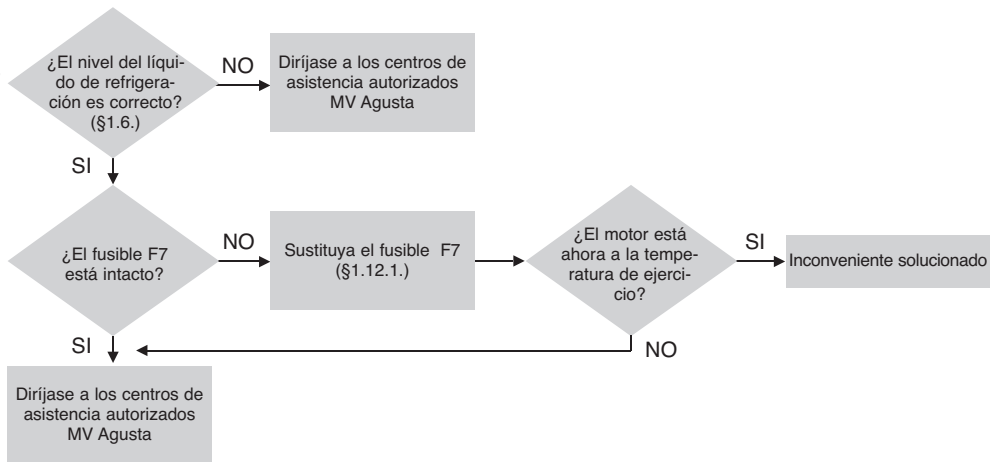 ¿El nivel del líqui-
do de refrigera-
ción es correcto?
(§1.6.)
NO
Diríjase a los centros de
asistencia autorizados
MV Agusta
SI
¿El fusible F7
está intacto?
NO
Sustituya el fusible F7
(§1.12.1.)
¿El motor está
ahora a la tempe-
ratura de ejerci-
cio?
SI
Inconveniente solucionado
SI
NO
Diríjase a los centros de
asistencia autorizados
MV Agusta